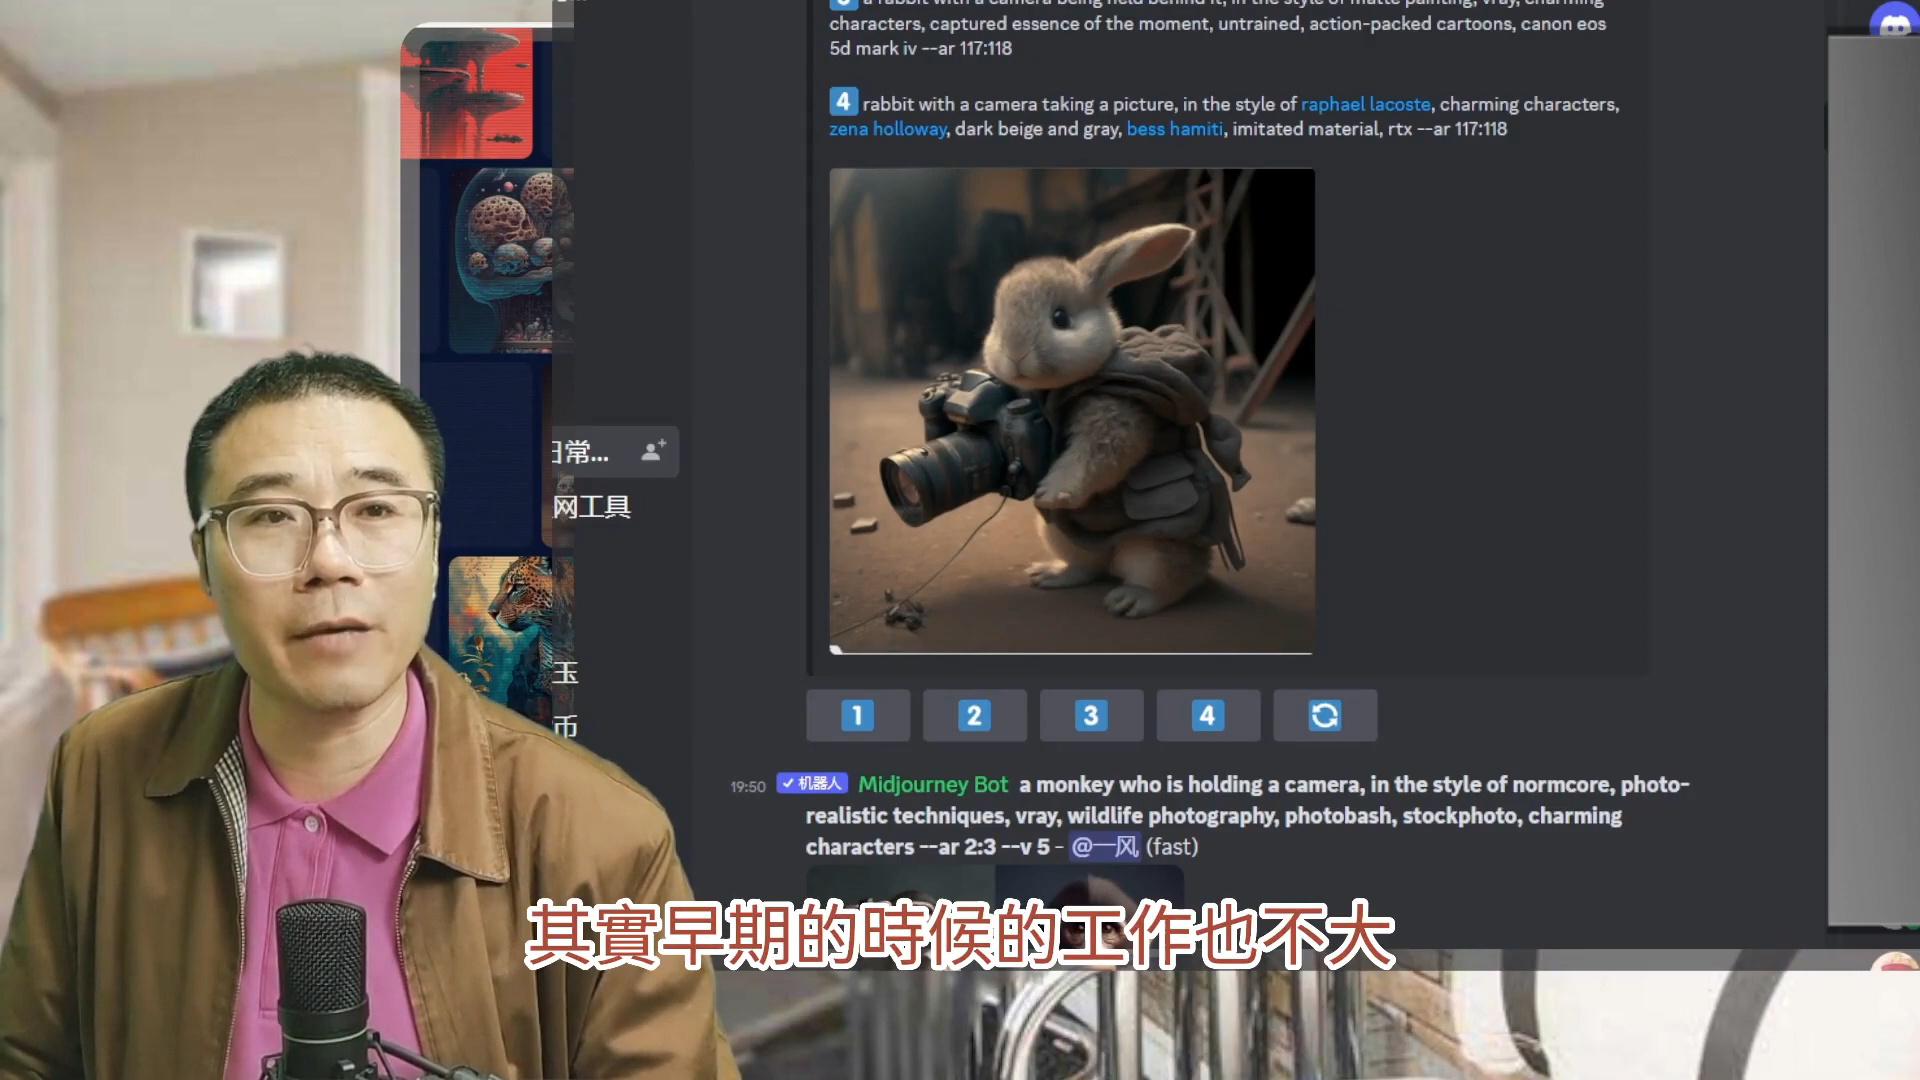 characters, captured essence of the moment, untrained, action-packed cartoons, canon eos
5d mark iv --ar 117:118
4 rabbit with a camera taking a picture, in the style of raphael lacoste, charming characters,
zena holloway, dark beige and gray, bess hamiti, imitated material, rtx --ar 117:118
日常...
网工具
玉
币
1 2 3 4
19:50 机器人 Midjourney Bot a monkey who is holding a camera, in the style of normcore, photo-
realistic techniques, vray, wildlife photography, photobash, stockphoto, charming
characters --ar 2:3 --v 5 - @一风 (fast)
其實早期的時候的工作也不大